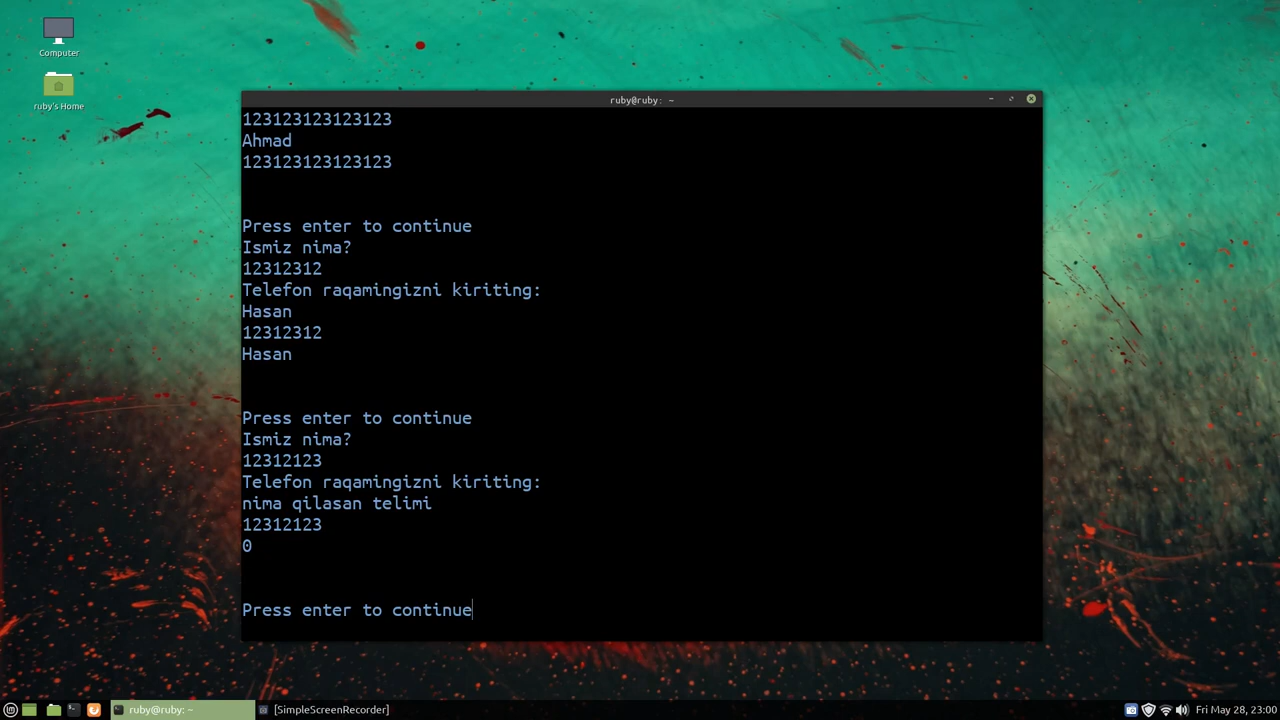 Computer
ruby's Home
ruby@ruby: ~
123123123123123
Ahmad
123123123123123
Press enter to continue
Ismiz nima?
12312312
Telefon raqamingizni kiriting:
Hasan
12312312
Hasan
Press enter to continue
Ismiz nima?
12312123
Telefon raqamingizni kiriting:
nima qilasan telimi
12312123
0
Press enter to continue
ruby@ruby: ~
[SimpleScreenRecorder]
Fri May 28, 23:00